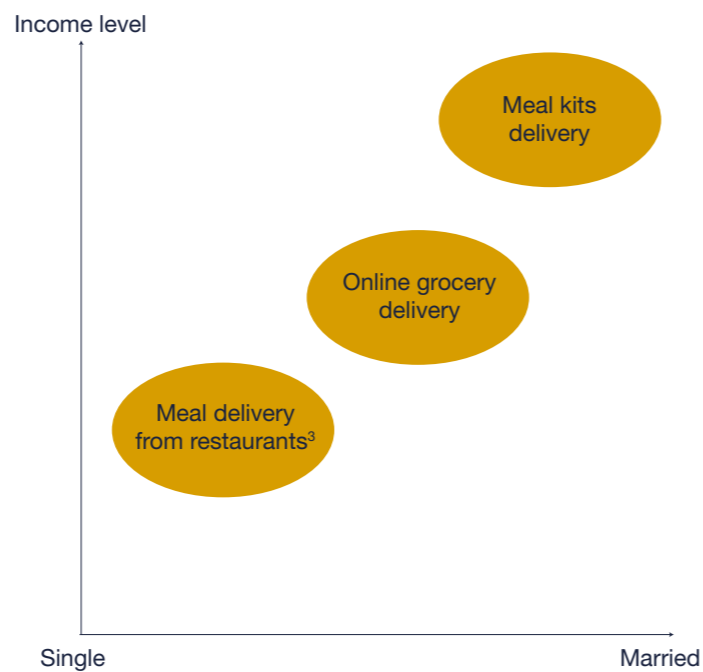 Income level
Meal kits
delivery
Online grocery
delivery
Meal delivery
from restaurants³
Single
Married